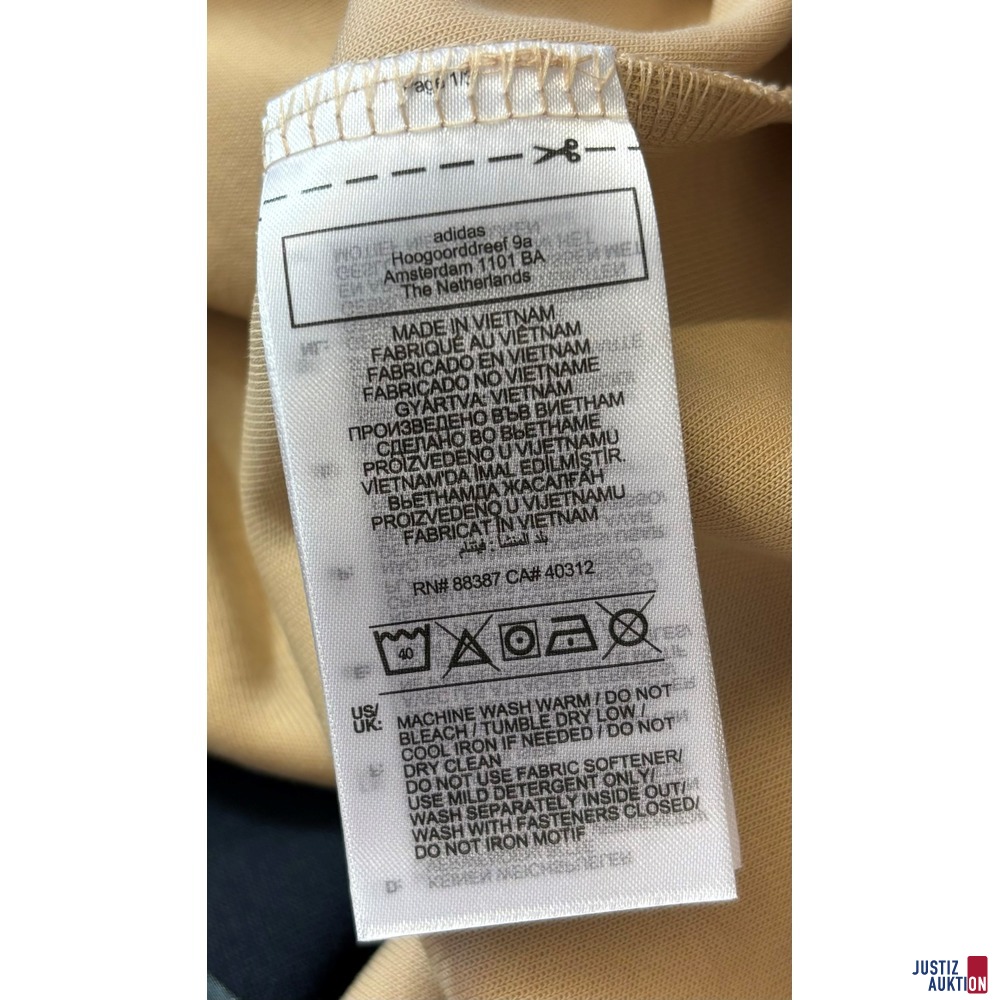 adidas
Hoogoorddreef 9a
Amsterdam 1101 BA
The Netherlands
MADE IN VIETNAM
FABRIQUÉ AU VIÊTNAM
FABRICADO EN VIETNAM
FABRICADO NO VIETNAME
GYÁRTVA: VIETNAM
ПРОИЗВЕДЕНО ВЪВ ВИЕТНАМ
СДЕЛАНО ВО ВЬЕТНАМЕ
PROIZVEDENO U VIJETNAMU
VİETNAM'DA İMAL EDİLMİŞTİR.
ВЬЕТНАМДА ЖАСАЛҒАН
PROIZVEDENO U VIJETNAMU
FABRICAT ÎN VIETNAM
بلد المنشأ : فيتنام
RN# 88387 CA# 40312
40
US/
UK:
MACHINE WASH WARM / DO NOT
BLEACH / TUMBLE DRY LOW /
COOL IRON IF NEEDED / DO NOT
DRY CLEAN
DO NOT USE FABRIC SOFTENER/
USE MILD DETERGENT ONLY/
WASH SEPARATELY INSIDE OUT/
WASH WITH FASTENERS CLOSED/
DO NOT IRON MOTIF
JUSTIZ
AUKTION